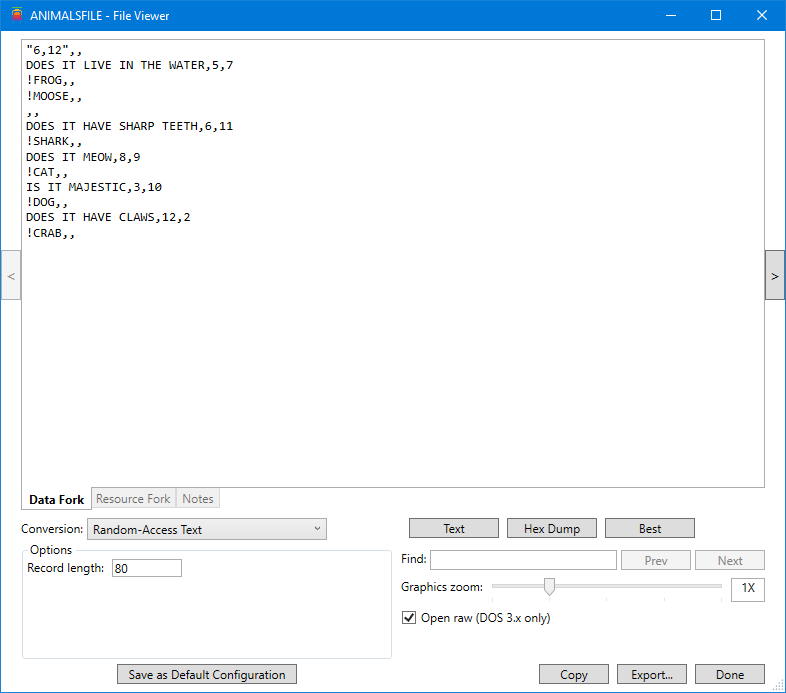 ANIMALSFILE - File Viewer
"6,12",,
DOES IT LIVE IN THE WATER,5,7
!FROG,,
!MOOSE,,
,,
DOES IT HAVE SHARP TEETH,6,11
!SHARK,,
DOES IT MEOW,8,9
!CAT,,
IS IT MAJESTIC,3,10
!DOG,,
DOES IT HAVE CLAWS,12,2
!CRAB,,
<
>
Data Fork Resource Fork Notes
Conversion: Random-Access Text
Text Hex Dump Best
Options
Record length: 80
Find: Prev Next
Graphics zoom: 1X
Open raw (DOS 3.x only)
Save as Default Configuration
Copy Export... Done